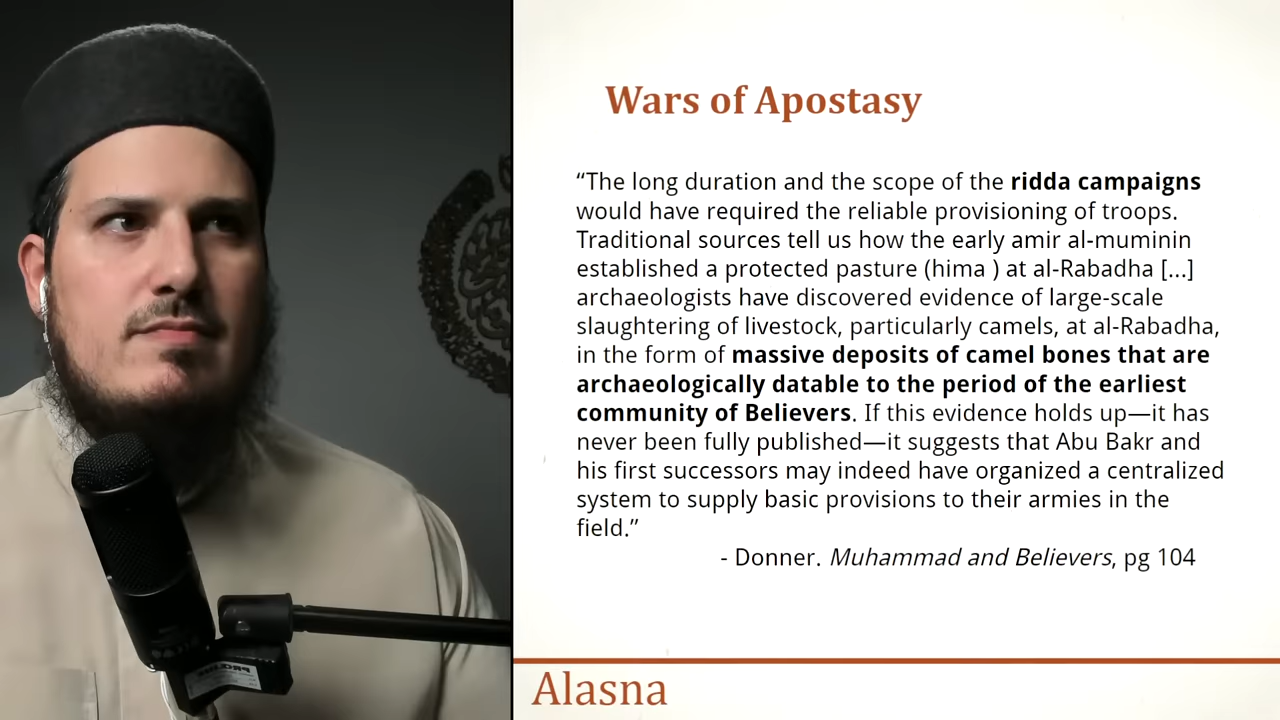 Wars of Apostasy
“The long duration and the scope of the ridda campaigns
would have required the reliable provisioning of troops.
Traditional sources tell us how the early amir al-muminin
established a protected pasture (hima ) at al-Rabadha [...]
archaeologists have discovered evidence of large-scale
slaughtering of livestock, particularly camels, at al-Rabadha,
in the form of massive deposits of camel bones that are
archaeologically datable to the period of the earliest
community of Believers. If this evidence holds up—it has
never been fully published—it suggests that Abu Bakr and
his first successors may indeed have organized a centralized
system to supply basic provisions to their armies in the
field.”
- Donner. Muhammad and Believers, pg 104
Alasna